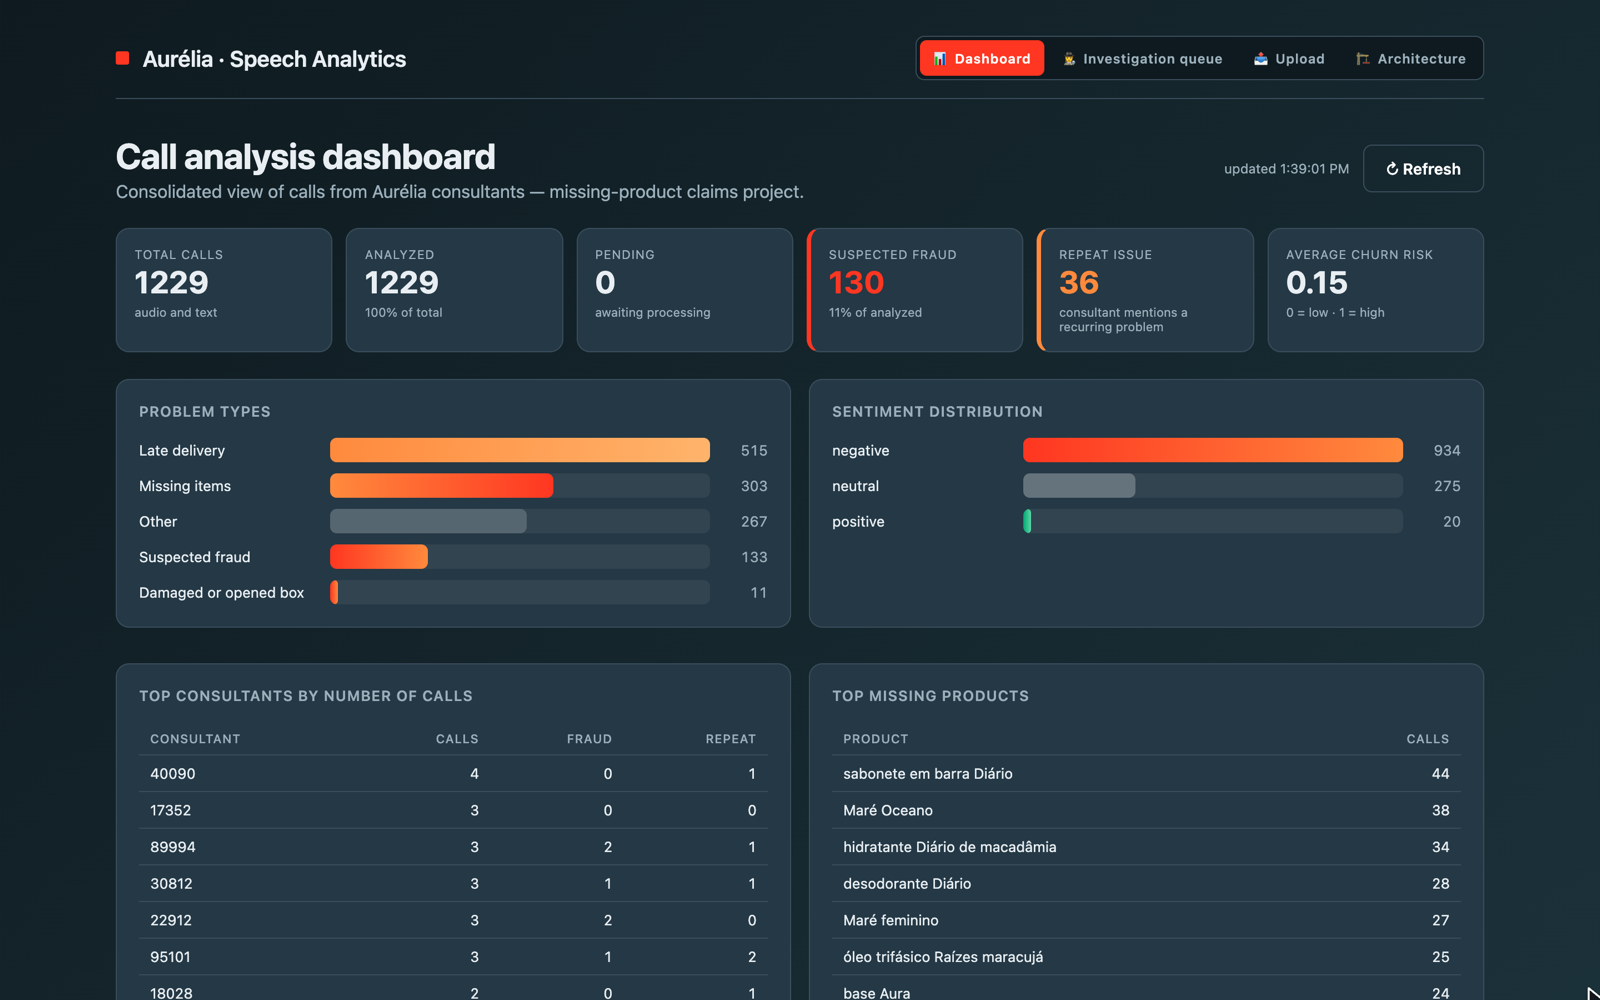 Aurélia · Speech Analytics
📊 Dashboard
🕵️ Investigation queue
📤 Upload
🏗️ Architecture
Call analysis dashboard
Consolidated view of calls from Aurélia consultants — missing-product claims project.
updated 1:39:01 PM
↻ Refresh
TOTAL CALLS
1229
audio and text
ANALYZED
1229
100% of total
PENDING
0
awaiting processing
SUSPECTED FRAUD
130
11% of analyzed
REPEAT ISSUE
36
consultant mentions a
recurring problem
AVERAGE CHURN RISK
0.15
0 = low · 1 = high
PROBLEM TYPES
Late delivery 515
Missing items 303
Other 267
Suspected fraud 133
Damaged or opened box 11
SENTIMENT DISTRIBUTION
negative 934
neutral 275
positive 20
TOP CONSULTANTS BY NUMBER OF CALLS
CONSULTANT CALLS FRAUD REPEAT
40090 4 0 1
17352 3 0 0
89994 3 2 1
30812 3 1 1
22912 3 2 0
95101 3 1 2
18028 2 0 1
TOP MISSING PRODUCTS
PRODUCT CALLS
sabonete em barra Diário 44
Maré Oceano 38
hidratante Diário de macadâmia 34
desodorante Diário 28
Maré feminino 27
óleo trifásico Raízes maracujá 25
base Aura 24